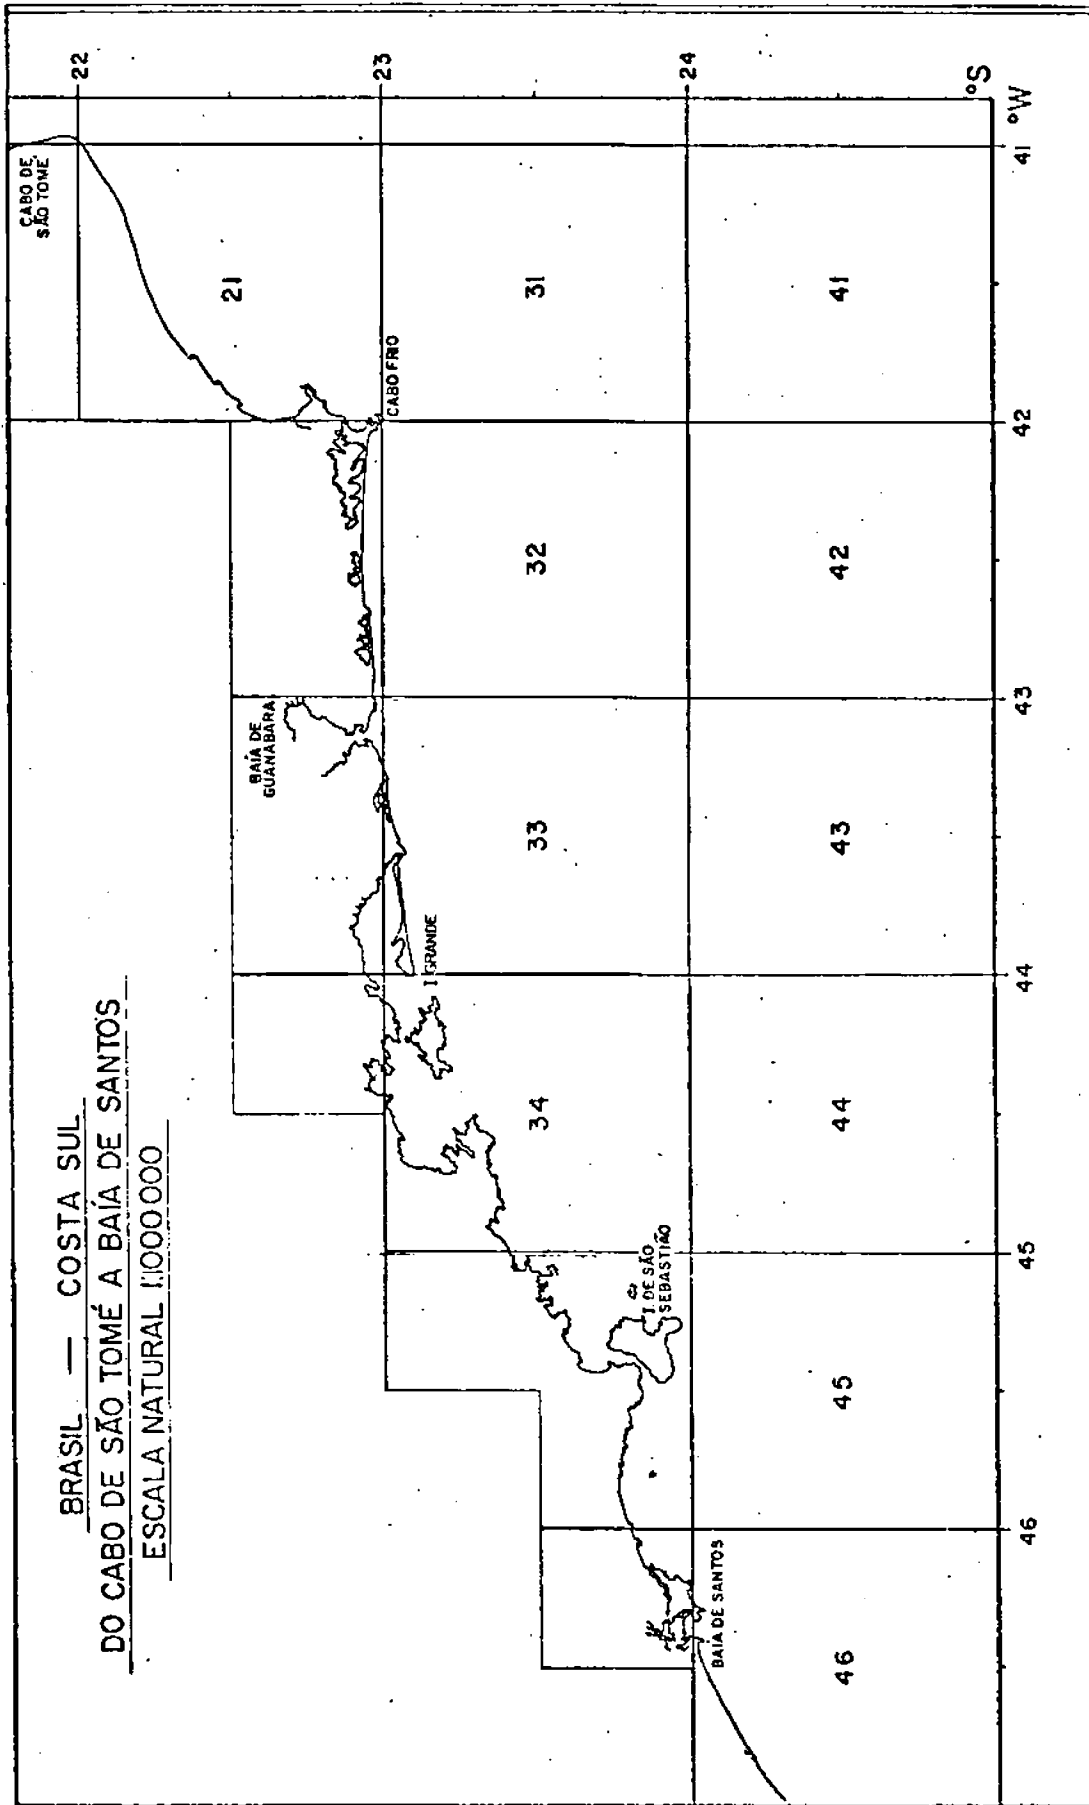 BRASIL — COSTA SUL
DO CABO DE SÃO TOMÉ A BAÍA DE SANTOS
ESCALA NATURAL 1:1000000
CABO DE
SÃO TOMÉ
22
23
24
°S
°W
41
42
43
44
45
46
21
31
41
CABO FRIO
32
42
BAÍA DE
GUANABARA
33
43
I. GRANDE
34
44
I. DE SÃO
SEBASTIÃO
45
BAIA DE SANTOS
46